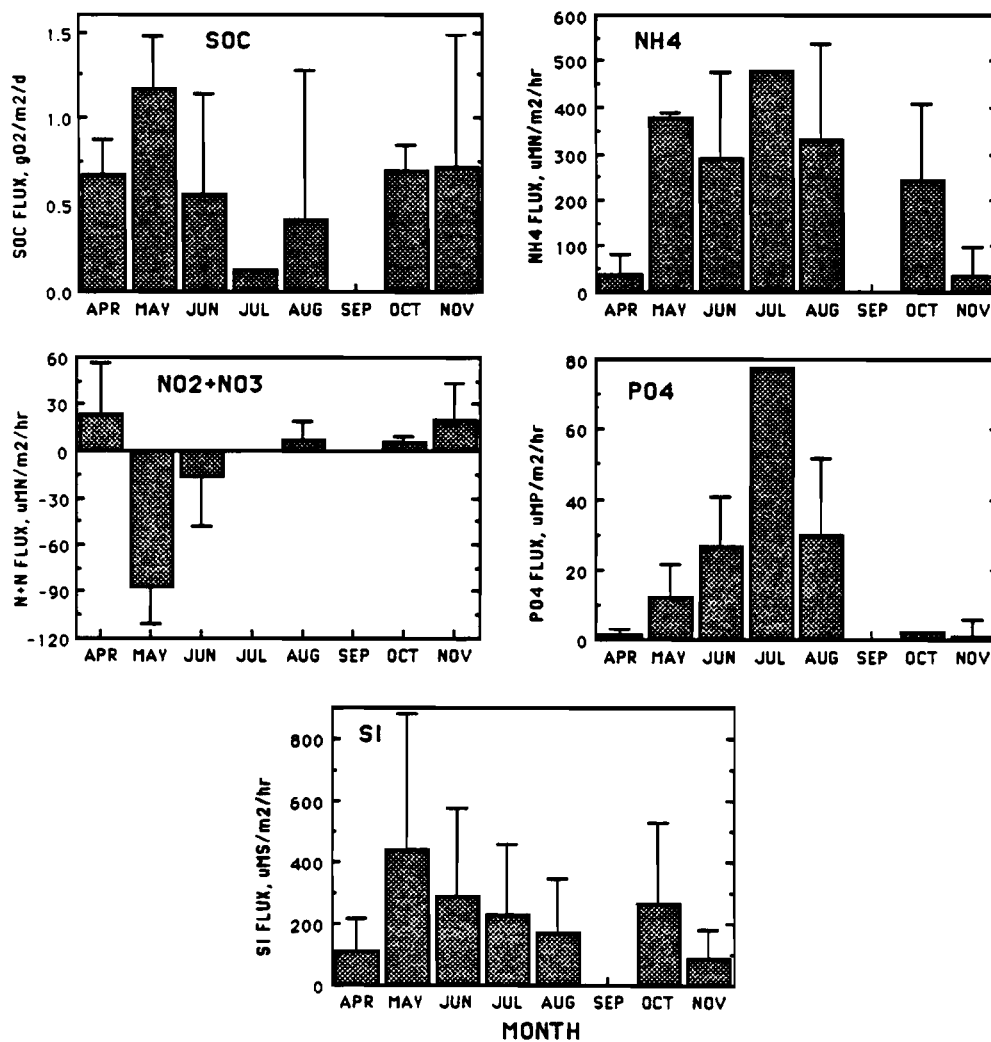 SOC
SOC FLUX, gO2/m2/d
1.5
1.0
0.5
0.0
APR MAY JUN JUL AUG SEP OCT NOV
NH4
NH4 FLUX, uMN/m2/hr
600
500
400
300
200
100
0
APR MAY JUN JUL AUG SEP OCT NOV
NO2+NO3
N+N FLUX, uMN/m2/hr
60
30
0
-30
-60
-90
-120
APR MAY JUN JUL AUG SEP OCT NOV
PO4
PO4 FLUX, uMP/m2/hr
80
60
40
20
0
APR MAY JUN JUL AUG SEP OCT NOV
SI
SI FLUX, uMS/m2/hr
800
600
400
200
0
APR MAY JUN JUL AUG SEP OCT NOV
MONTH